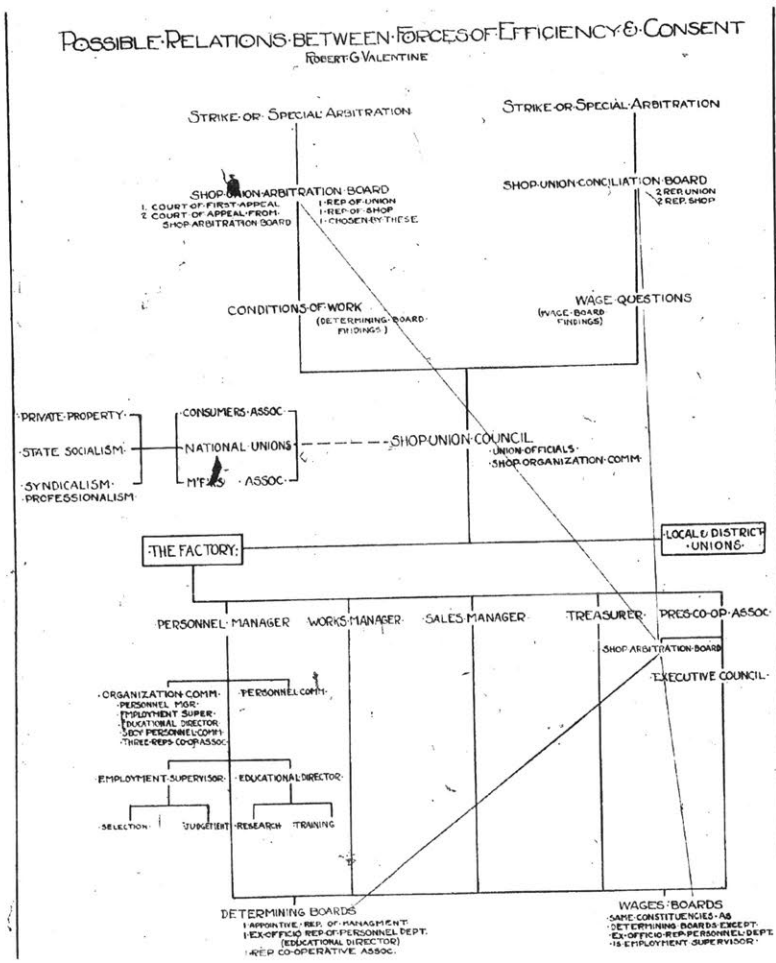 POSSIBLE·RELATIONS·BETWEEN·FORCES·OF·EFFICIENCY·&·CONSENT
ROBERT·G·VALENTINE
STRIKE·OR·SPECIAL·ARBITRATION
STRIKE·OR·SPECIAL·ARBITRATION
SHOP·UNION·ARBITRATION·BOARD
1. COURT·OF·FIRST·APPEAL
2 COURT·OF·APPEAL·FROM·
SHOP·ARBITRATION·BOARD
1·REP·OF·UNION
1·REP·OF·SHOP
1·CHOSEN·BY·THESE
SHOP·UNION·CONCILIATION·BOARD
2 REP. UNION
2 REP. SHOP
CONDITIONS·OF·WORK
(DETERMINING·BOARD·
FINDINGS)
WAGE·QUESTIONS
(WAGE·BOARD
FINDINGS)
·PRIVATE·PROPERTY·
·STATE SOCIALISM·
·SYNDICALISM·
·PROFESSIONALISM·
·CONSUMERS·ASSOC·
·NATIONAL·UNIONS·
M'F'RS · ASSOC·
·SHOP·UNION·COUNCIL
·UNION·OFFICIALS·
·SHOP·ORGANIZATION·COMM·
·THE·FACTORY·
·LOCAL·&·DISTRICT·
·UNIONS·
·PERSONNEL·MANAGER
WORKS·MANAGER·
·SALES·MANAGER·
TREASURER·
PRES·CO-OP·ASSOC·
·SHOP·ARBITRATION·BOARD
·EXECUTIVE COUNCIL·
·ORGANIZATION·COMM·
·PERSONNEL MGR·
·EMPLOYMENT SUPER·
·EDUCATIONAL DIRECTOR·
·SECY PERSONNEL·COMM·
·THREE·REPS·CO·OP·ASSOC·
·PERSONNEL COMM·
·EMPLOYMENT·SUPERVISOR·
·EDUCATIONAL·DIRECTOR·
·SELECTION·
·JUDGEMENT
·RESEARCH
·TRAINING
DETERMINING BOARDS
1·APPOINTIVE·REP. OF·MANAGMENT·
1·EX·OFFICIO REP·OF·PERSONNEL DEPT.
(EDUCATIONAL DIRECTOR)
1·REP CO·OPERATIVE ASSOC.
WAGES·BOARDS
·SAME·CONSTITUENCIES·AS
·DETERMINING BOARDS·EXCEPT·
·EX·OFFICIO·REP·PERSONNEL·DEPT·
·IS·EMPLOYMENT SUPERVISOR·